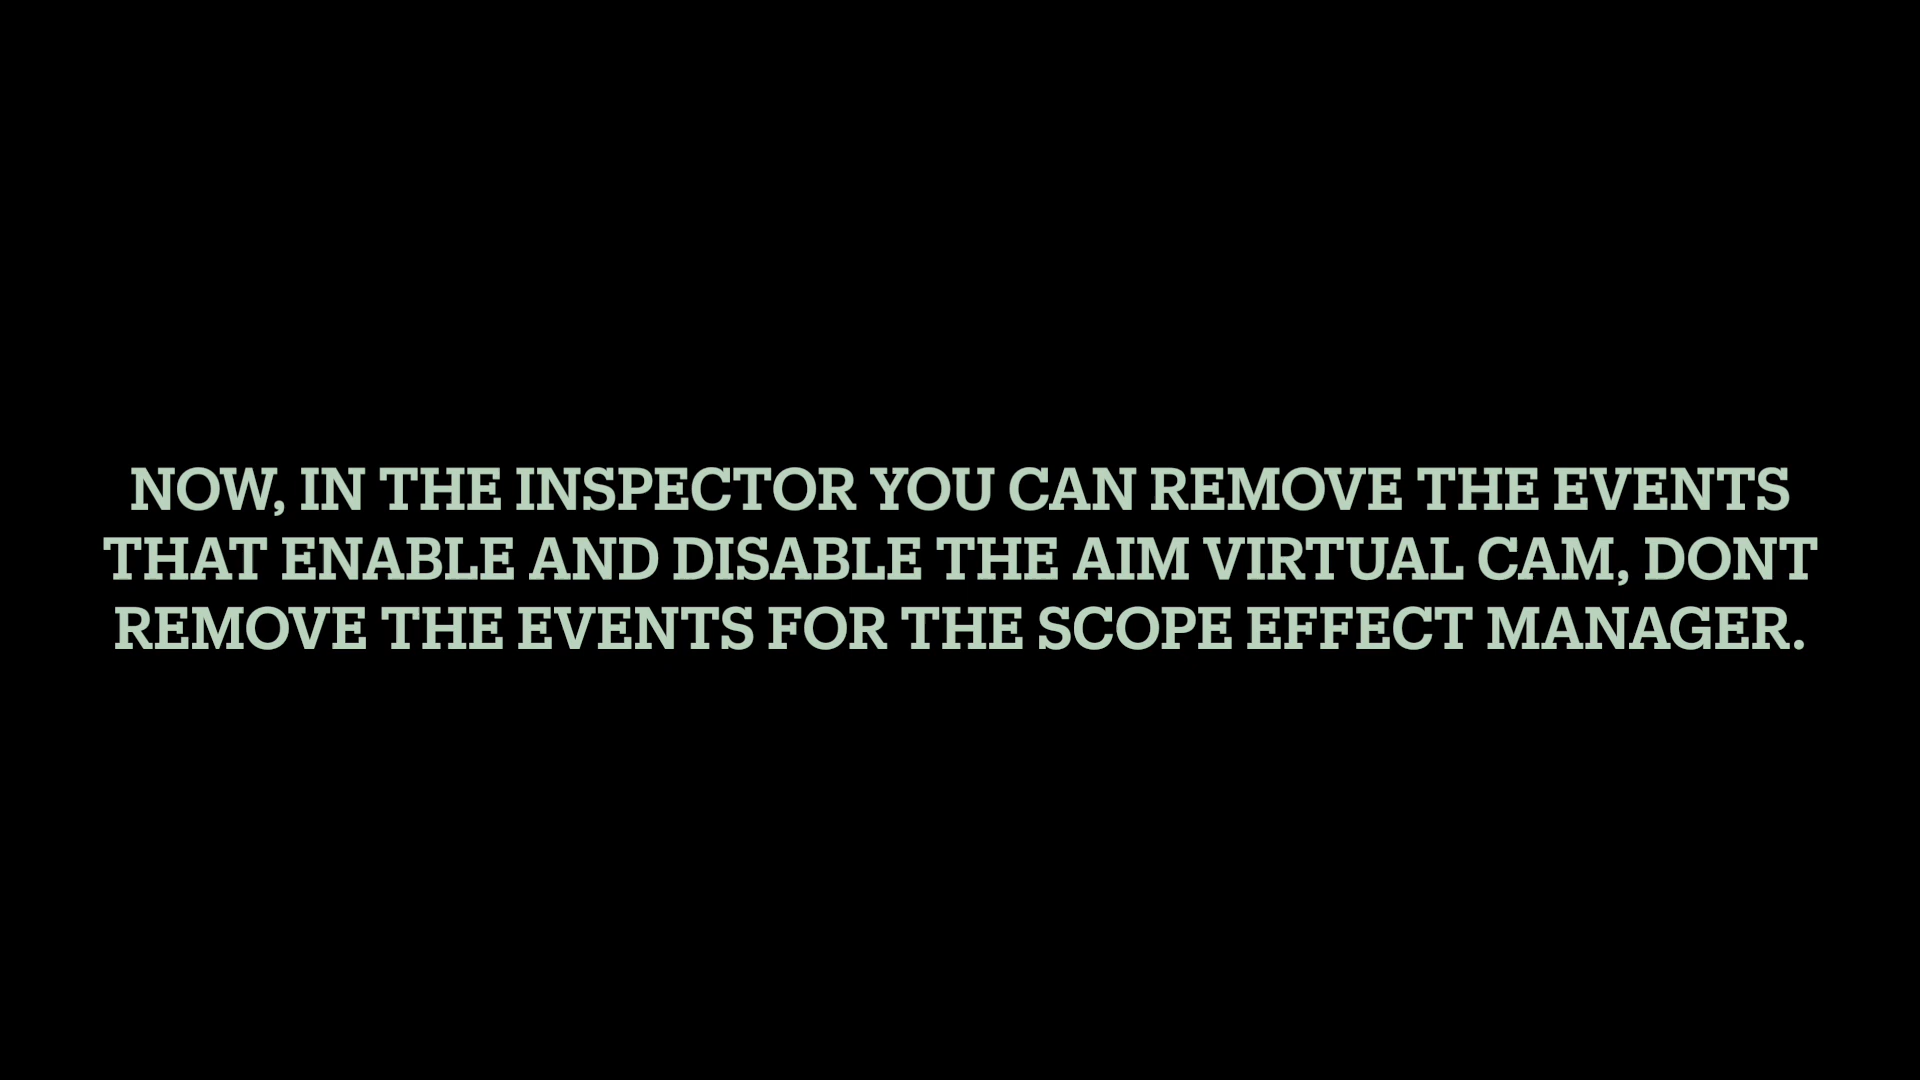 NOW, IN THE INSPECTOR YOU CAN REMOVE THE EVENTS
THAT ENABLE AND DISABLE THE AIM VIRTUAL CAM, DONT
REMOVE THE EVENTS FOR THE SCOPE EFFECT MANAGER.